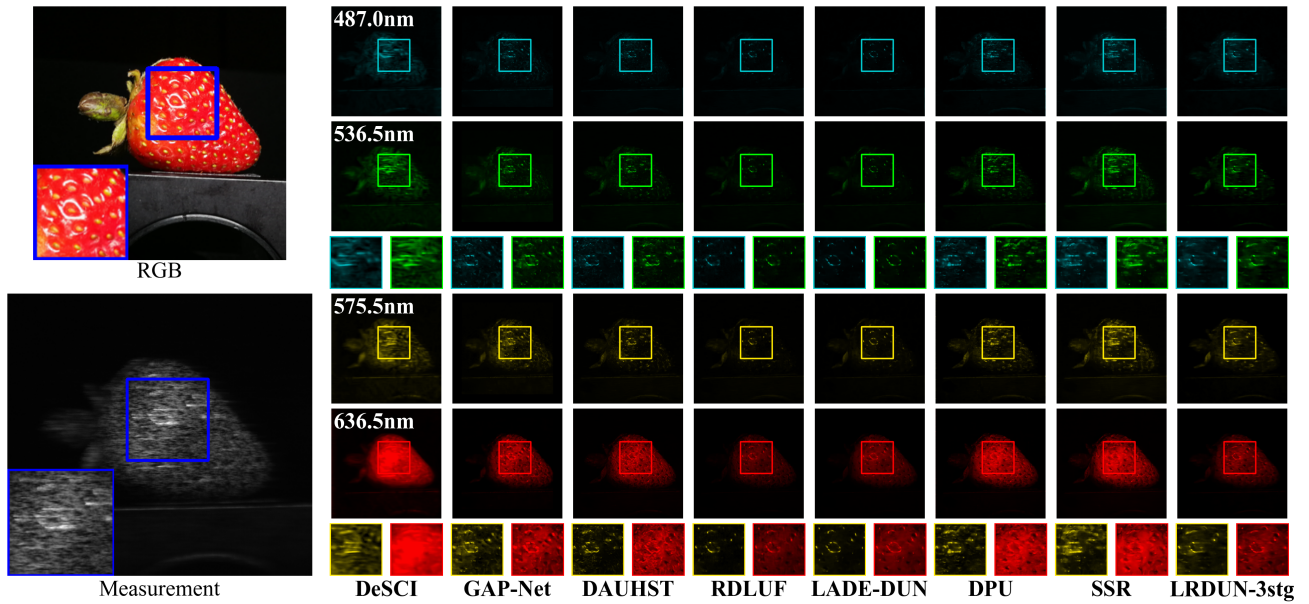 RGB
Measurement
487.0nm
536.5nm
575.5nm
636.5nm
DeSCI GAP-Net DAUHST RDLUF LADE-DUN DPU SSR LRDUN-3stg